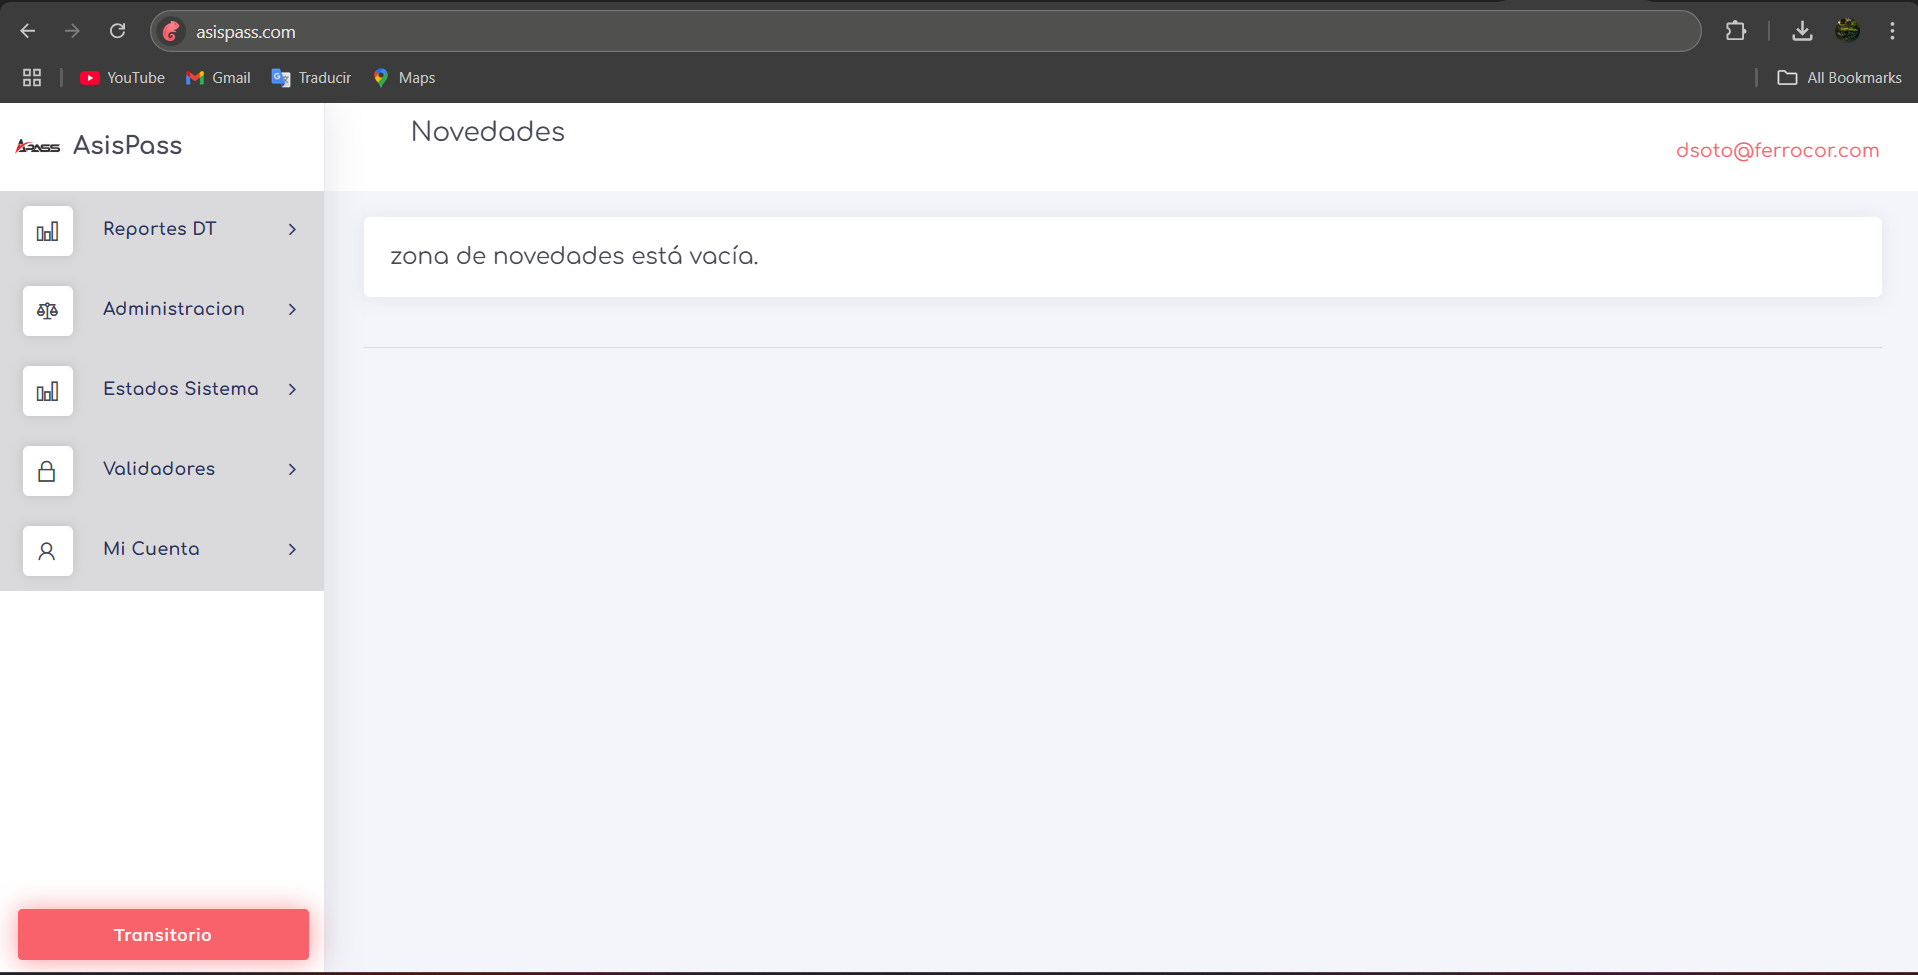 asispass.com
YouTube
Gmail
Traducir
Maps
All Bookmarks
APASS
AsisPass
Novedades
dsoto@ferrocor.com
Reportes DT
Administracion
Estados Sistema
Validadores
Mi Cuenta
zona de novedades está vacía.
Transitorio